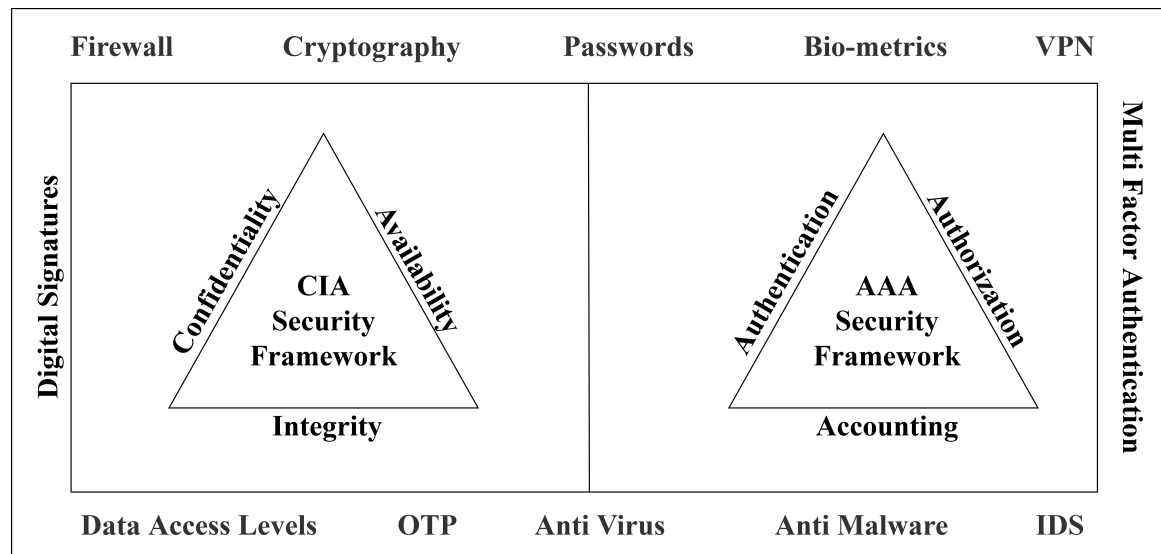 Firewall Cryptography Passwords Bio-metrics VPN
Digital Signatures
Confidentiality
Availability
CIA
Security
Framework
Integrity
Authentication
Authorization
AAA
Security
Framework
Accounting
Multi Factor Authentication
Data Access Levels OTP Anti Virus Anti Malware IDS